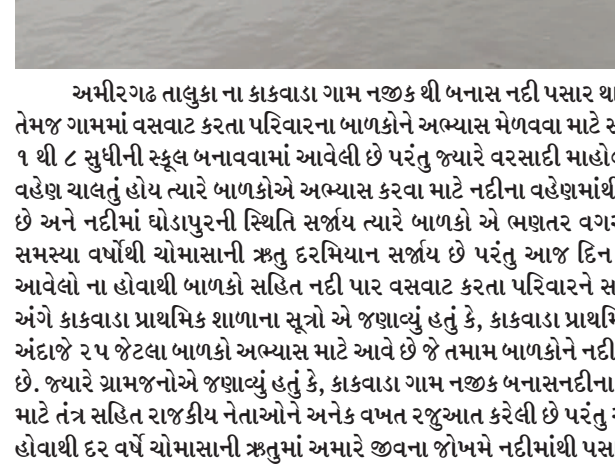 અમીરગઢ તાલુકા ના કાકવાડા ગામ નજીક થી બનાસ નદી પસાર
તેમજ ગામમાં વસવાટ કરતા પરિવારના બાળકોને અભ્યાસ મેળવવા માટે
૧ થી ૮ સુધીની સ્કૂલ બનાવવામાં આવેલી છે પરંતુ જ્યારે વરસાદી
વહેણ ચાલતું હોય ત્યારે બાળકોએ અભ્યાસ કરવા માટે નદીના વહેણમાંથી
છે અને નદીમાં ઘોડાપુરની સ્થિતિ સર્જાય ત્યારે બાળકો એ ભણતર
સમસ્યા વર્ષોથી ચોમાસાની ઋતુ દરમિયાન સર્જાય છે પરંતુ આજ દિન
આવેલો ના હોવાથી બાળકો સહિત નદી પાર વસવાટ કરતા પરિવારને
અંગે કાકવાડા પ્રાથમિક શાળાના સૂત્રો એ જણાવ્યું હતું કે, કાકવાડા
અંદાજે ૨૫ જેટલા બાળકો અભ્યાસ માટે આવે છે જે તમામ બાળકોને નદી
છે. જ્યારે ગ્રામજનોએ જણાવ્યું હતું કે, કાકવાડા ગામ નજીક બનાસનદીના
માટે તંત્ર સહિત રાજકીય નેતાઓને અનેક વખત રજુઆત કરેલી છે પરંતુ
હોવાથી દર વર્ષે ચોમાસાની ઋતુમાં અમારે જીવના જોખમે નદીમાંથી